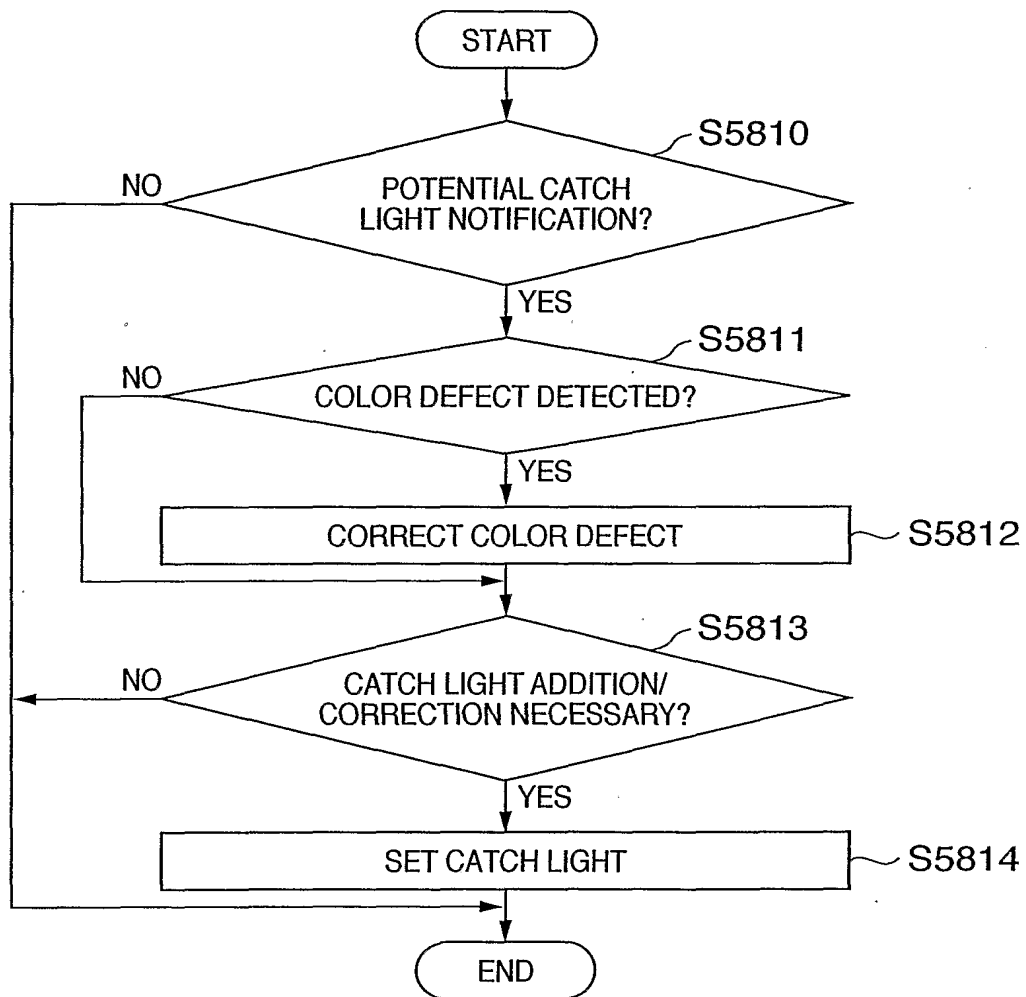 START
S5810
NO
POTENTIAL CATCH
LIGHT NOTIFICATION?
YES
S5811
NO
COLOR DEFECT DETECTED?
YES
CORRECT COLOR DEFECT
S5812
S5813
NO
CATCH LIGHT ADDITION/
CORRECTION NECESSARY?
YES
SET CATCH LIGHT
S5814
END